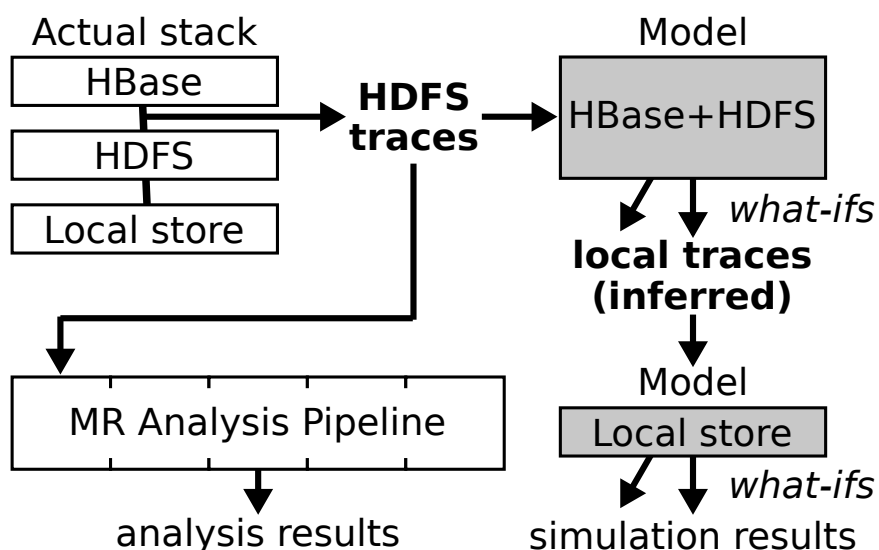 Actual stack
HBase
HDFS
Local store
HDFS
traces
Model
HBase+HDFS
what-ifs
local traces
(inferred)
Model
Local store
what-ifs
simulation results
MR Analysis Pipeline
analysis results